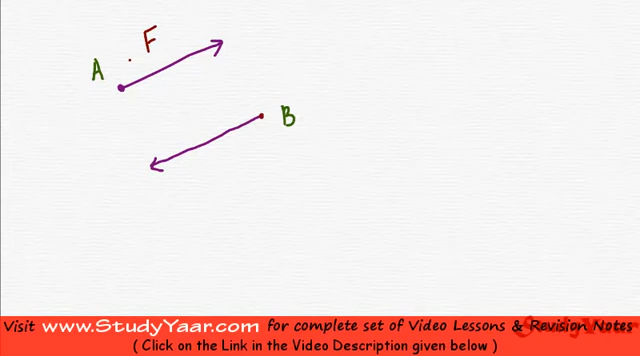 F
A
B
StudyYaar
Visit www.StudyYaar.com for complete set of Video Lessons & Revision Notes
( Click on the Link in the Video Description given below )